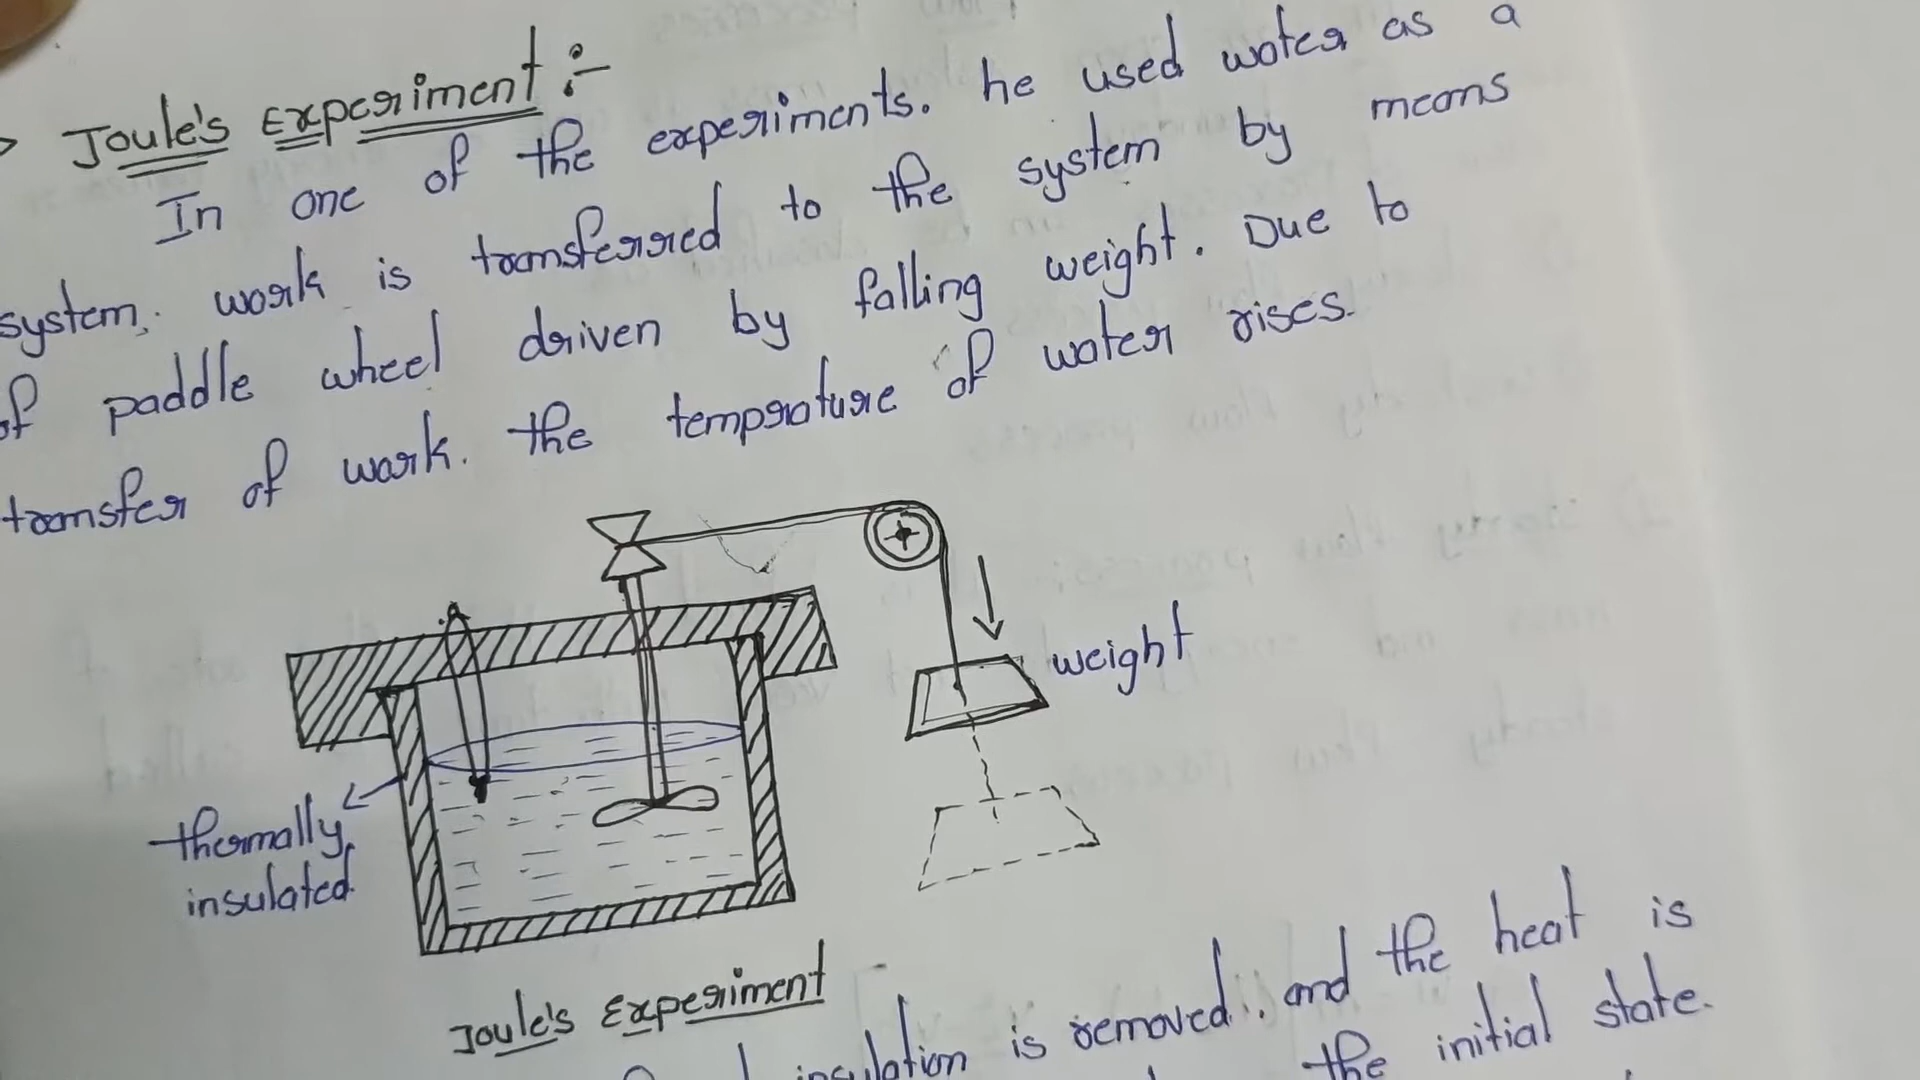 Joule's Experiment :-
In one of the experiments. he used water as a
system. work is transferred to the system by means
of paddle wheel driven by falling weight. Due to
transfer of work. the temprature of water rises.
weight
thermally
insulated
Joule's Experiment
insulation is removed. and the heat is
the initial state.